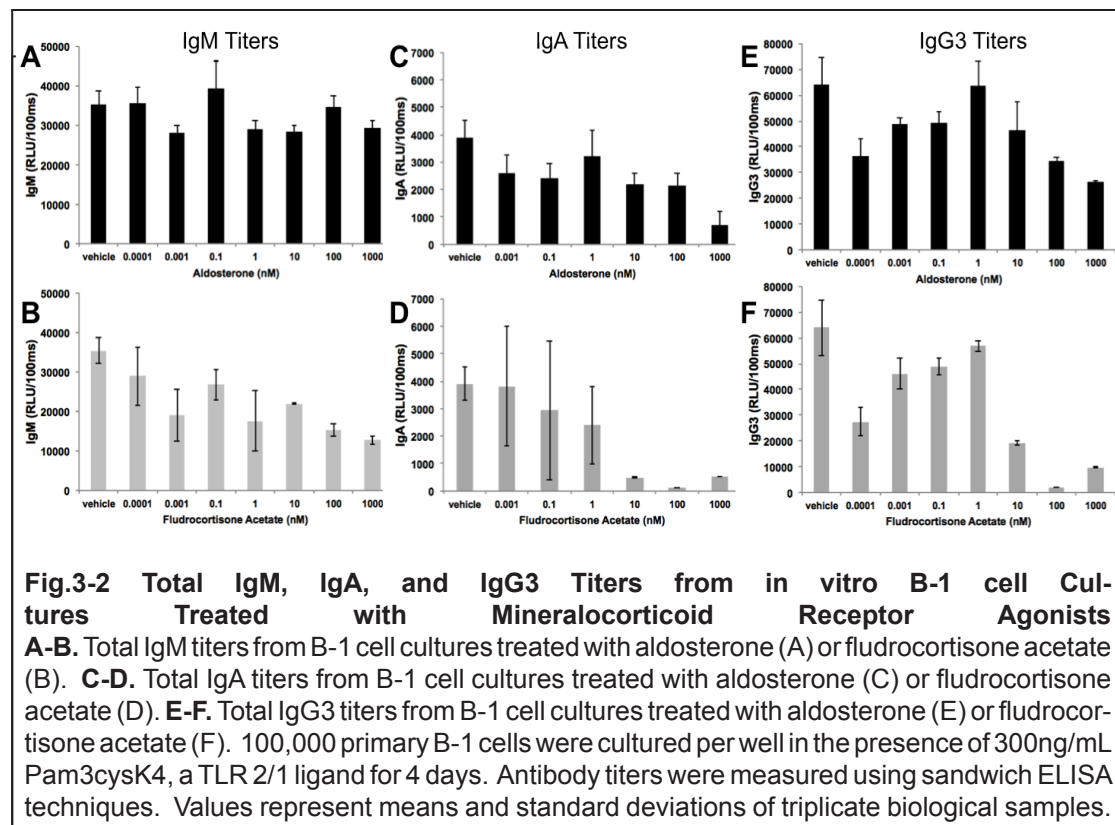 IgM Titers
A
50000
40000
30000
20000
10000
0
IgM (RLU/100ms)
vehicle 0.0001 0.001 0.1 1 10 100 1000
Aldosterone (nM)
IgA Titers
C
7000
6000
5000
4000
3000
2000
1000
0
IgA (RLU/100ms)
vehicle 0.001 0.1 1 10 100 1000
Aldosterone (nM)
IgG3 Titers
E
80000
70000
60000
50000
40000
30000
20000
10000
0
IgG3 (RLU/100ms)
vehicle 0.0001 0.001 0.1 1 10 100 1000
Aldosterone (nM)
B
50000
40000
30000
20000
10000
0
IgM (RLU/100ms)
vehicle 0.0001 0.001 0.1 1 10 100 1000
Fludrocortisone Acetate (nM)
D
7000
6000
5000
4000
3000
2000
1000
0
IgA (RLU/100ms)
vehicle 0.001 0.1 1 10 100 1000
Fludrocortisone Acetate (nM)
F
80000
70000
60000
50000
40000
30000
20000
10000
0
IgG3 (RLU/100ms)
vehicle 0.0001 0.001 0.1 1 10 100 1000
Fludrocortisone Acetate (nM)
Fig.3-2 Total IgM, IgA, and IgG3 Titers from in vitro B-1 cell Cul-
tures Treated with Mineralocorticoid Receptor Agonists
A-B. Total IgM titers from B-1 cell cultures treated with aldosterone (A) or fludrocortisone acetate
(B). C-D. Total IgA titers from B-1 cell cultures treated with aldosterone (C) or fludrocortisone
acetate (D). E-F. Total IgG3 titers from B-1 cell cultures treated with aldosterone (E) or fludrocor-
tisone acetate (F). 100,000 primary B-1 cells were cultured per well in the presence of 300ng/mL
Pam3cysK4, a TLR 2/1 ligand for 4 days. Antibody titers were measured using sandwich ELISA
techniques. Values represent means and standard deviations of triplicate biological samples.